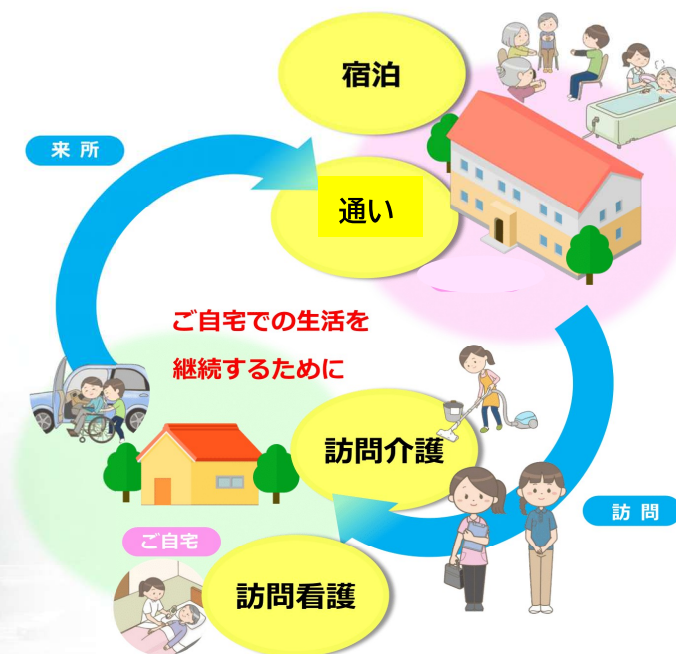 宿泊
来所
通い
ご自宅での生活を
継続するために
訪問介護
訪問
ご自宅
訪問看護